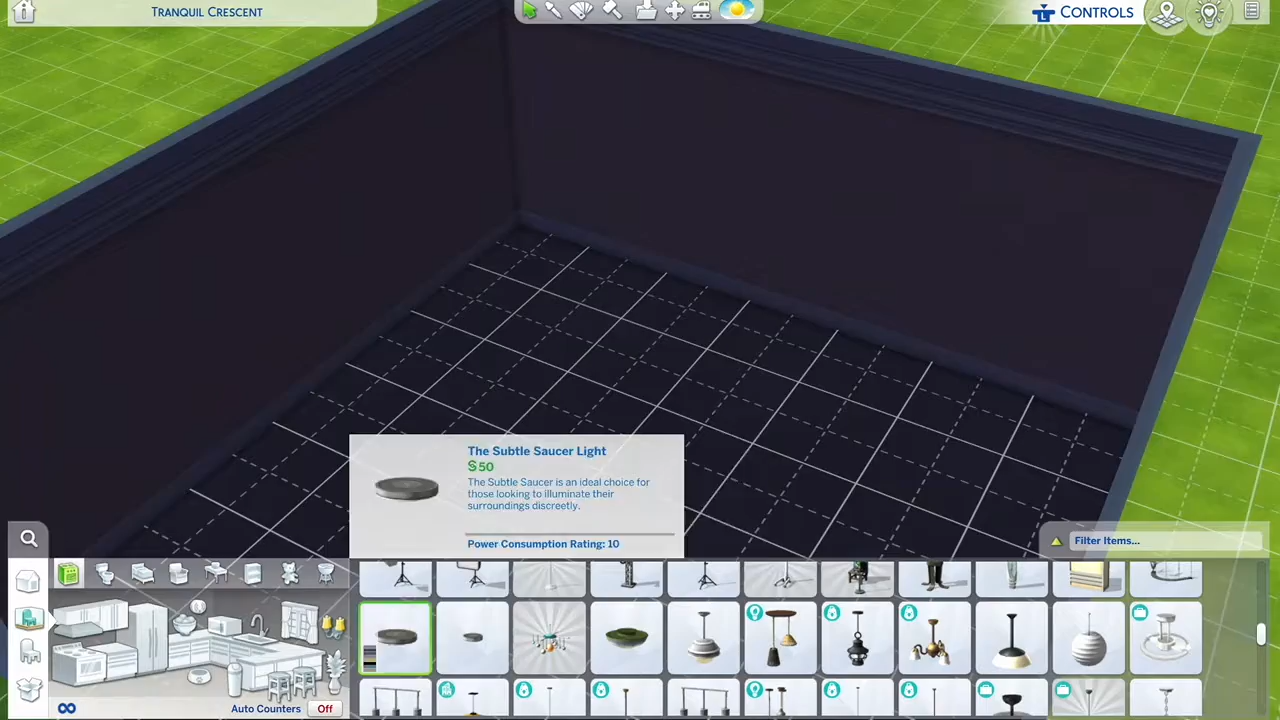 TRANQUIL CRESCENT
CONTROLS
The Subtle Saucer Light
§50
The Subtle Saucer is an ideal choice for
those looking to illuminate their
surroundings discreetly.
Power Consumption Rating: 10
Filter Items...
Auto Counters Off